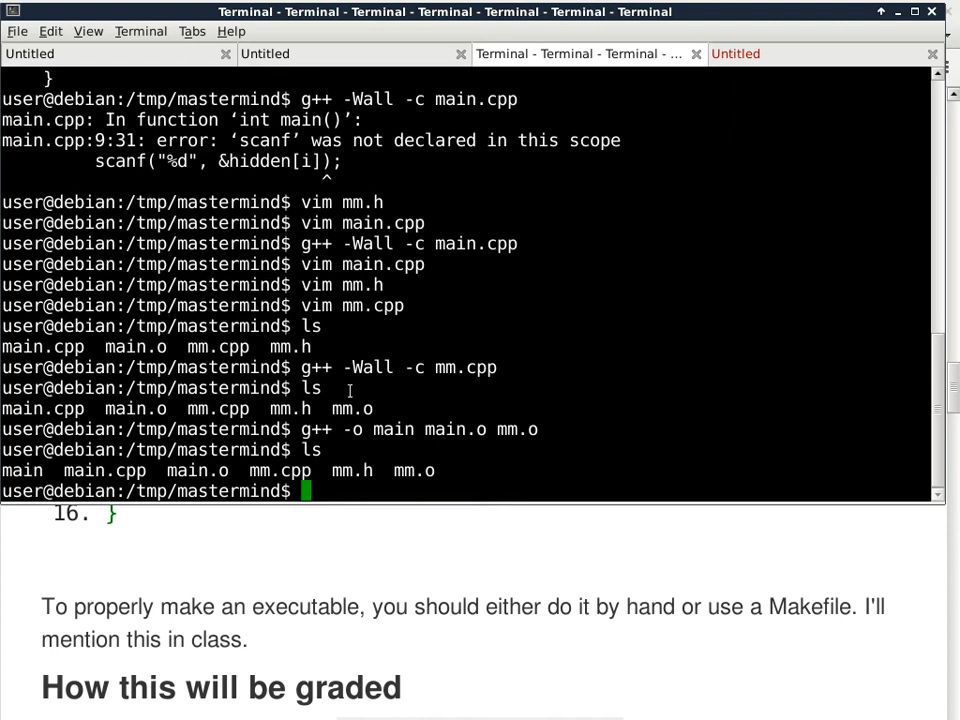 Terminal - Terminal - Terminal - Terminal - Terminal - Terminal - Terminal
File Edit View Terminal Tabs Help
Untitled Untitled Terminal - Terminal - Terminal - ... Untitled
}
user@debian:/tmp/mastermind$ g++ -Wall -c main.cpp
main.cpp: In function ‘int main()’:
main.cpp:9:31: error: ‘scanf’ was not declared in this scope
scanf("%d", &hidden[i]);
^
user@debian:/tmp/mastermind$ vim mm.h
user@debian:/tmp/mastermind$ vim main.cpp
user@debian:/tmp/mastermind$ g++ -Wall -c main.cpp
user@debian:/tmp/mastermind$ vim main.cpp
user@debian:/tmp/mastermind$ vim mm.h
user@debian:/tmp/mastermind$ vim mm.cpp
user@debian:/tmp/mastermind$ ls
main.cpp main.o mm.cpp mm.h
user@debian:/tmp/mastermind$ g++ -Wall -c mm.cpp
user@debian:/tmp/mastermind$ ls
main.cpp main.o mm.cpp mm.h mm.o
user@debian:/tmp/mastermind$ g++ -o main main.o mm.o
user@debian:/tmp/mastermind$ ls
main main.cpp main.o mm.cpp mm.h mm.o
user@debian:/tmp/mastermind$
16. }
To properly make an executable, you should either do it by hand or use a Makefile. I'll
mention this in class.
How this will be graded